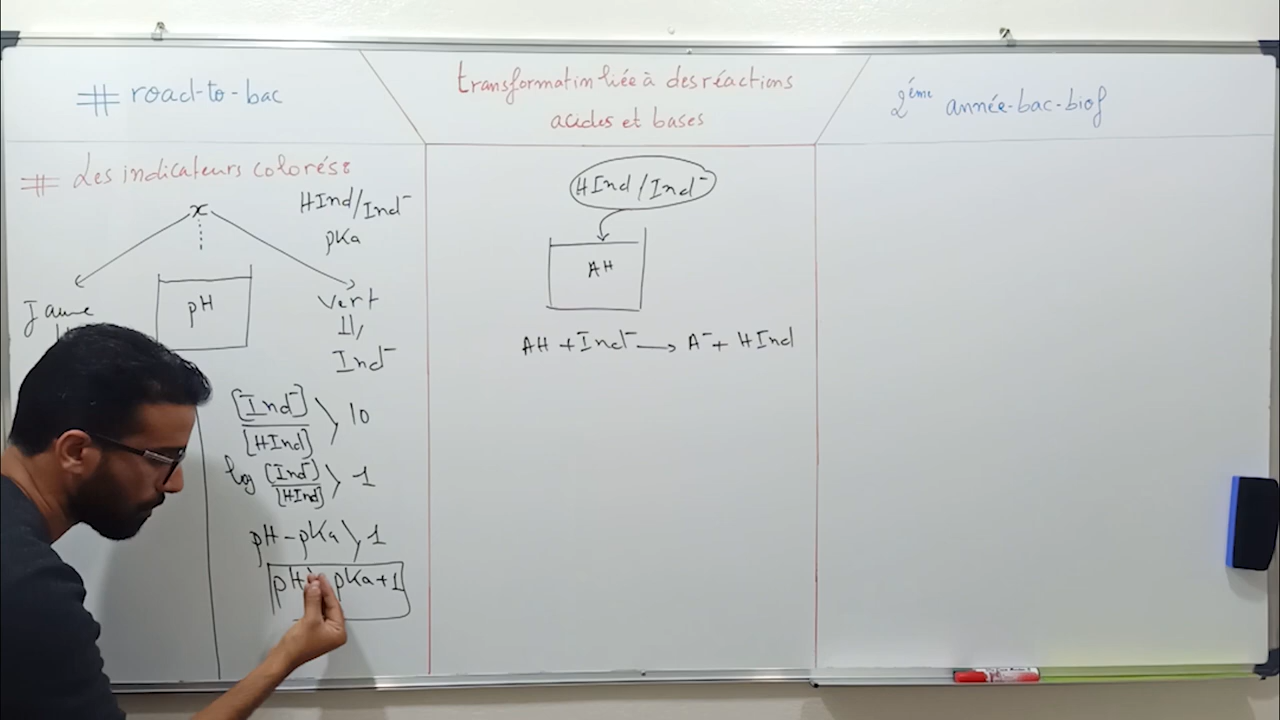 # road-to-bac
transformation liée à des réactions
acides et bases
2ème année-bac-biof
# Les indicateurs colorés:
x
HInd/Ind⁻
pKa
Jaune
pH
Vert
Ind⁻
[Ind⁻]/[HInd] > 10
log [Ind⁻]/[HInd] > 1
pH - pKa > 1
pH > pKa + 1
HInd/Ind⁻
AH
AH + Ind⁻ → A⁻ + HInd